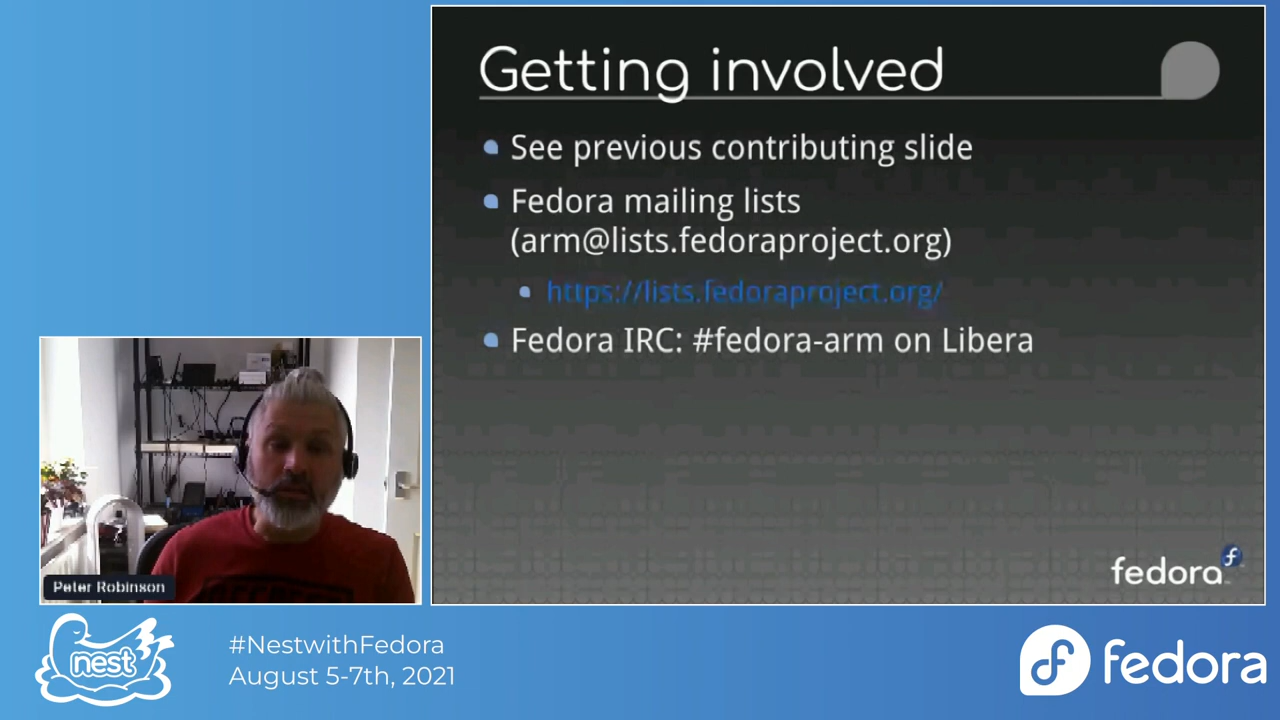 Getting involved
See previous contributing slide
Fedora mailing lists
(arm@lists.fedoraproject.org)
https://lists.fedoraproject.org/
Fedora IRC: #fedora-arm on Libera
fedora
Peter Robinson
nest
#NestwithFedora
August 5-7th, 2021
fedora